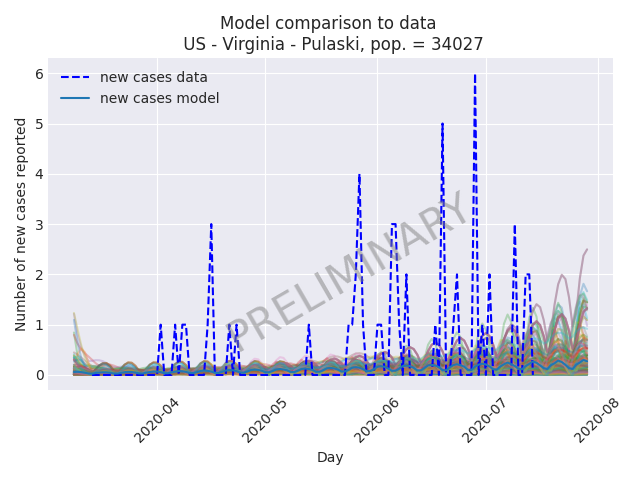 Model comparison to data
US - Virginia - Pulaski, pop. = 34027
new cases data
new cases model
PRELIMINARY
Number of new cases reported
6
5
4
3
2
1
0
2020-04
2020-05
2020-06
2020-07
2020-08
Day